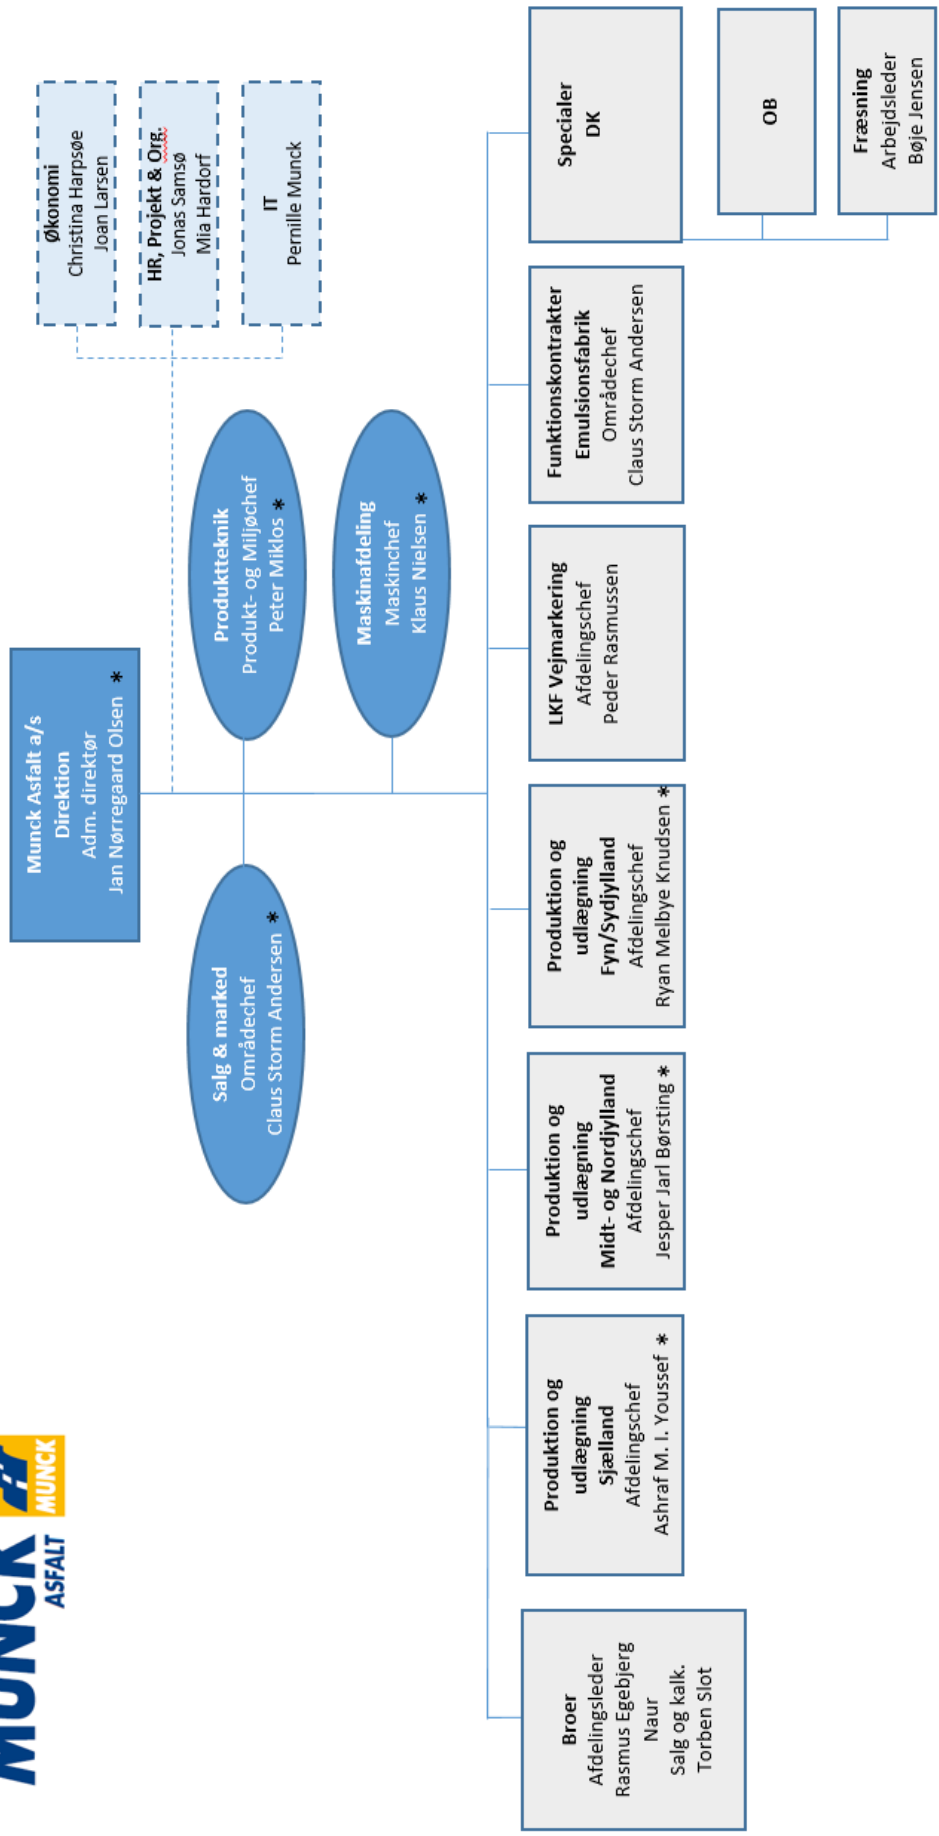 MUNCK
ASFALT
MUNCK
Munck Asfalt a/s
Direktion
Adm. direktør
Jan Nørregaard Olsen *
Økonomi
Christina Harpsøe
Joan Larsen
HR, Projekt & Org.
Jonas Samsø
Mia Hardorf
IT
Pernille Munck
Salg & marked
Områdechef
Claus Storm Andersen *
Produktteknik
Produkt- og Miljøchef
Peter Miklos *
Maskinafdeling
Maskinchef
Klaus Nielsen *
Broer
Afdelingsleder
Rasmus Egebjerg
Naur
Salg og kalk.
Torben Slot
Produktion og
udlægning
Sjælland
Afdelingschef
Ashraf M. I. Youssef *
Produktion og
udlægning
Midt- og Nordjylland
Afdelingschef
Jesper Jarl Børsting *
Produktion og
udlægning
Fyn/Sydjylland
Afdelingschef
Ryan Melbye Knudsen *
LKF Vejmarkering
Afdelingschef
Peder Rasmussen
Funktionskontrakter
Emulsionsfabrik
Områdechef
Claus Storm Andersen
Specialer
DK
OB
Fræsning
Arbejdsleder
Bøje Jensen